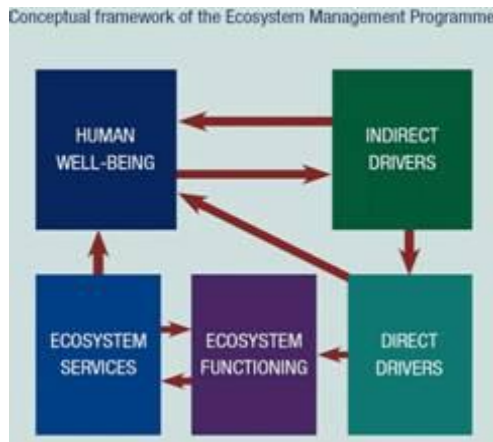 Conceptual framework of the Ecosystem Management Programme
HUMAN
WELL-BEING
INDIRECT
DRIVERS
ECOSYSTEM
SERVICES
ECOSYSTEM
FUNCTIONING
DIRECT
DRIVERS